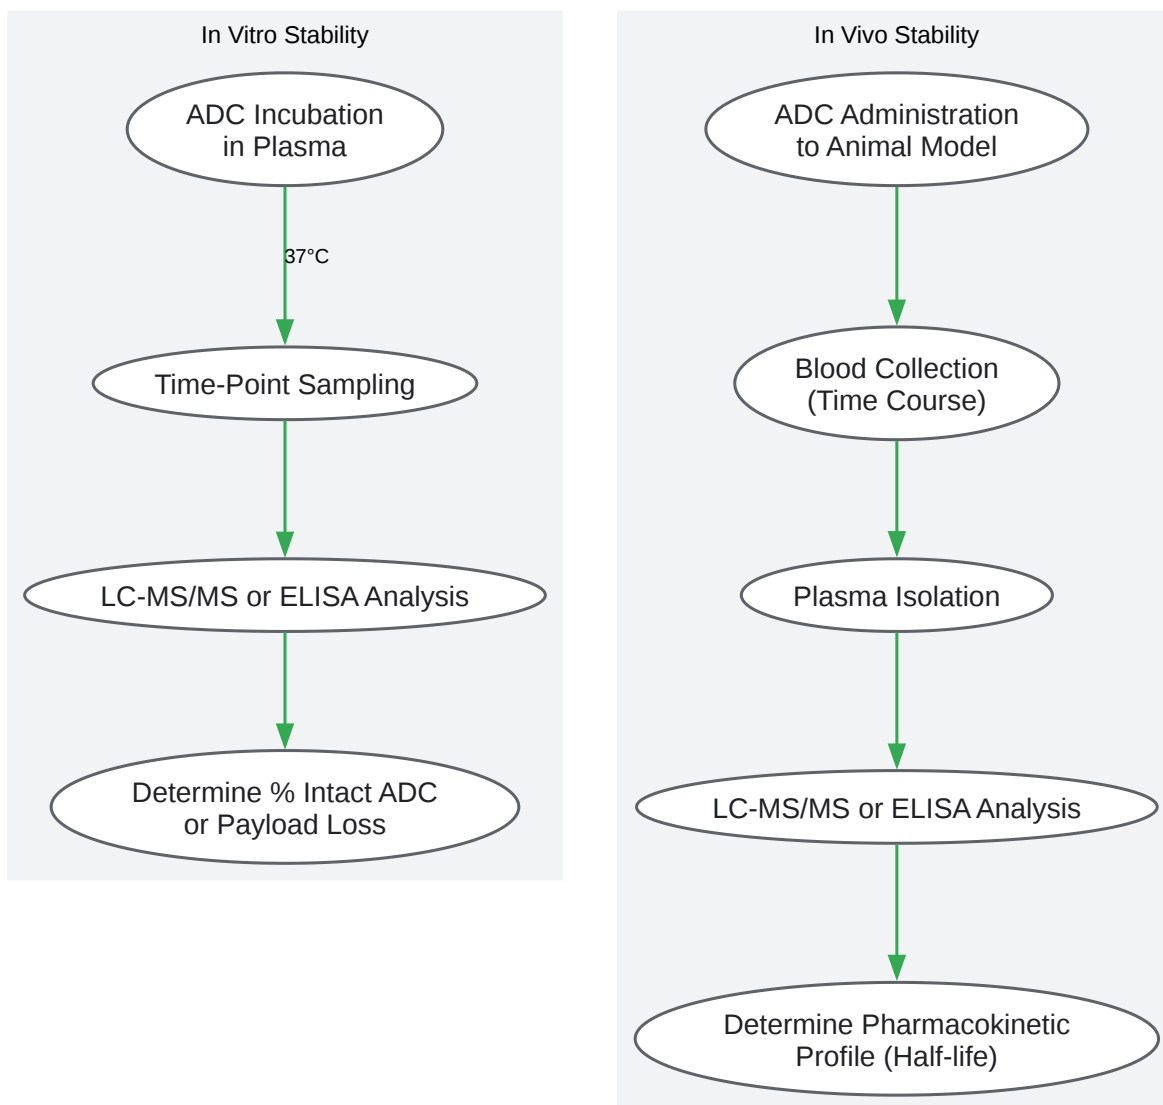 In Vitro Stability
ADC Incubation
in Plasma
37°C
Time-Point Sampling
LC-MS/MS or ELISA Analysis
Determine % Intact ADC
or Payload Loss
In Vivo Stability
ADC Administration
to Animal Model
Blood Collection
(Time Course)
Plasma Isolation
LC-MS/MS or ELISA Analysis
Determine Pharmacokinetic
Profile (Half-life)